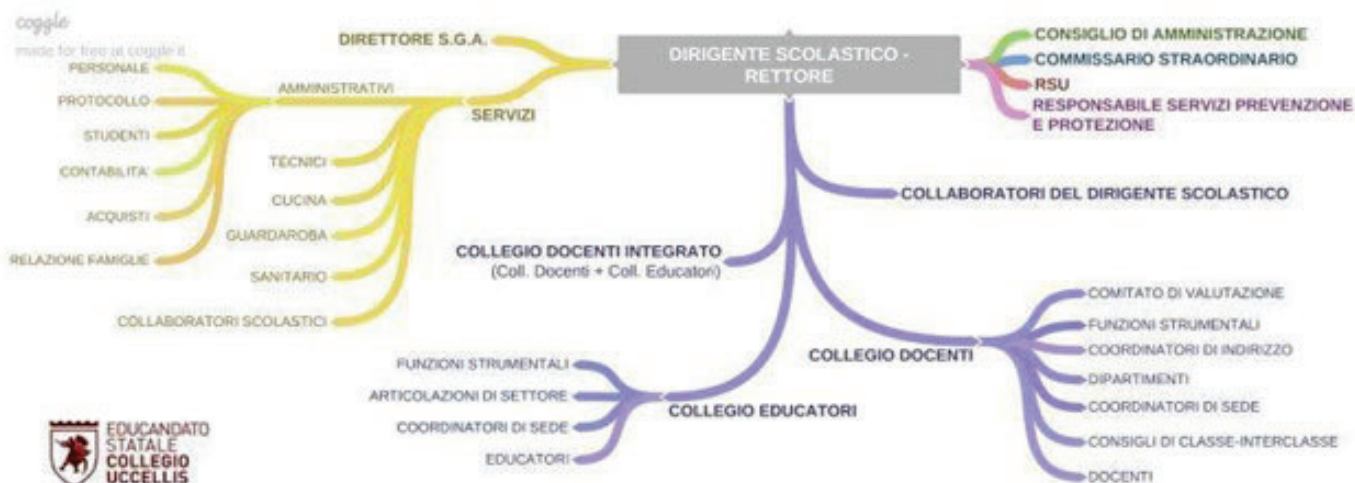 coggle
made for free at coggle.it
DIRIGENTE SCOLASTICO -
RETTORE
DIRETTORE S.G.A.
SERVIZI
AMMINISTRATIVI
PERSONALE
PROTOCOLLO
STUDENTI
CONTABILITA'
ACQUISTI
RELAZIONE FAMIGLIE
TECNICI
CUCINA
GUARDAROBA
SANITARIO
COLLABORATORI SCOLASTICI
CONSIGLIO DI AMMINISTRAZIONE
COMMISSARIO STRAORDINARIO
RSU
RESPONSABILE SERVIZI PREVENZIONE
E PROTEZIONE
COLLABORATORI DEL DIRIGENTE SCOLASTICO
COLLEGIO DOCENTI INTEGRATO
(Coll. Docenti + Coll. Educatori)
COLLEGIO DOCENTI
COMITATO DI VALUTAZIONE
FUNZIONI STRUMENTALI
COORDINATORI DI INDIRIZZO
DIPARTIMENTI
COORDINATORI DI SEDE
CONSIGLI DI CLASSE-INTERCLASSE
DOCENTI
COLLEGIO EDUCATORI
FUNZIONI STRUMENTALI
ARTICOLAZIONI DI SETTORE
COORDINATORI DI SEDE
EDUCATORI
EDUCANDATO
STATALE
COLLEGIO
UCCELLIS